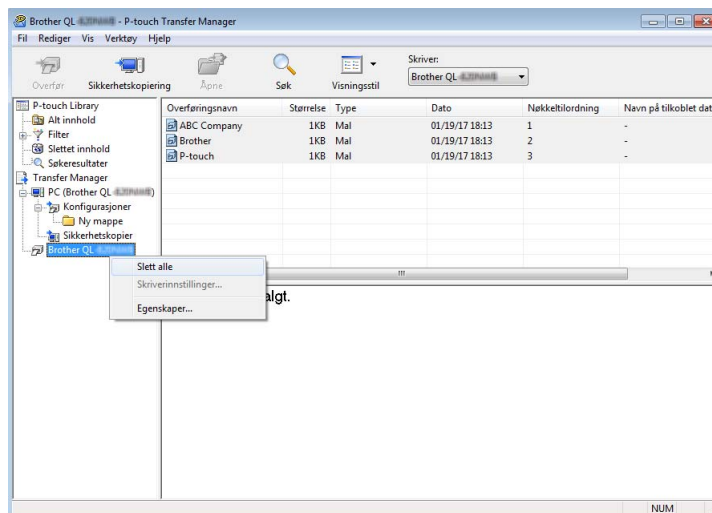 Brother QL - P-touch Transfer Manager
Fil Rediger Vis Verktøy Hjelp
Overfør Sikkerhetskopiering Åpne Søk Visningsstil
Skriver:
Brother QL
P-touch Library
Alt innhold
Filter
Slettet innhold
Søkeresultater
Transfer Manager
PC (Brother QL )
Konfigurasjoner
Ny mappe
Sikkerhetskopier
Brother QL
Overføringsnavn Størrelse Type Dato Nøkkeltilordning Navn på tilkoblet dat
ABC Company 1KB Mal 01/19/17 18:13 1 -
Brother 1KB Mal 01/19/17 18:13 2 -
P-touch 1KB Mal 01/19/17 18:13 3 -
Slett alle
Skriverinnstillinger...
Egenskaper...
algt.
NUM